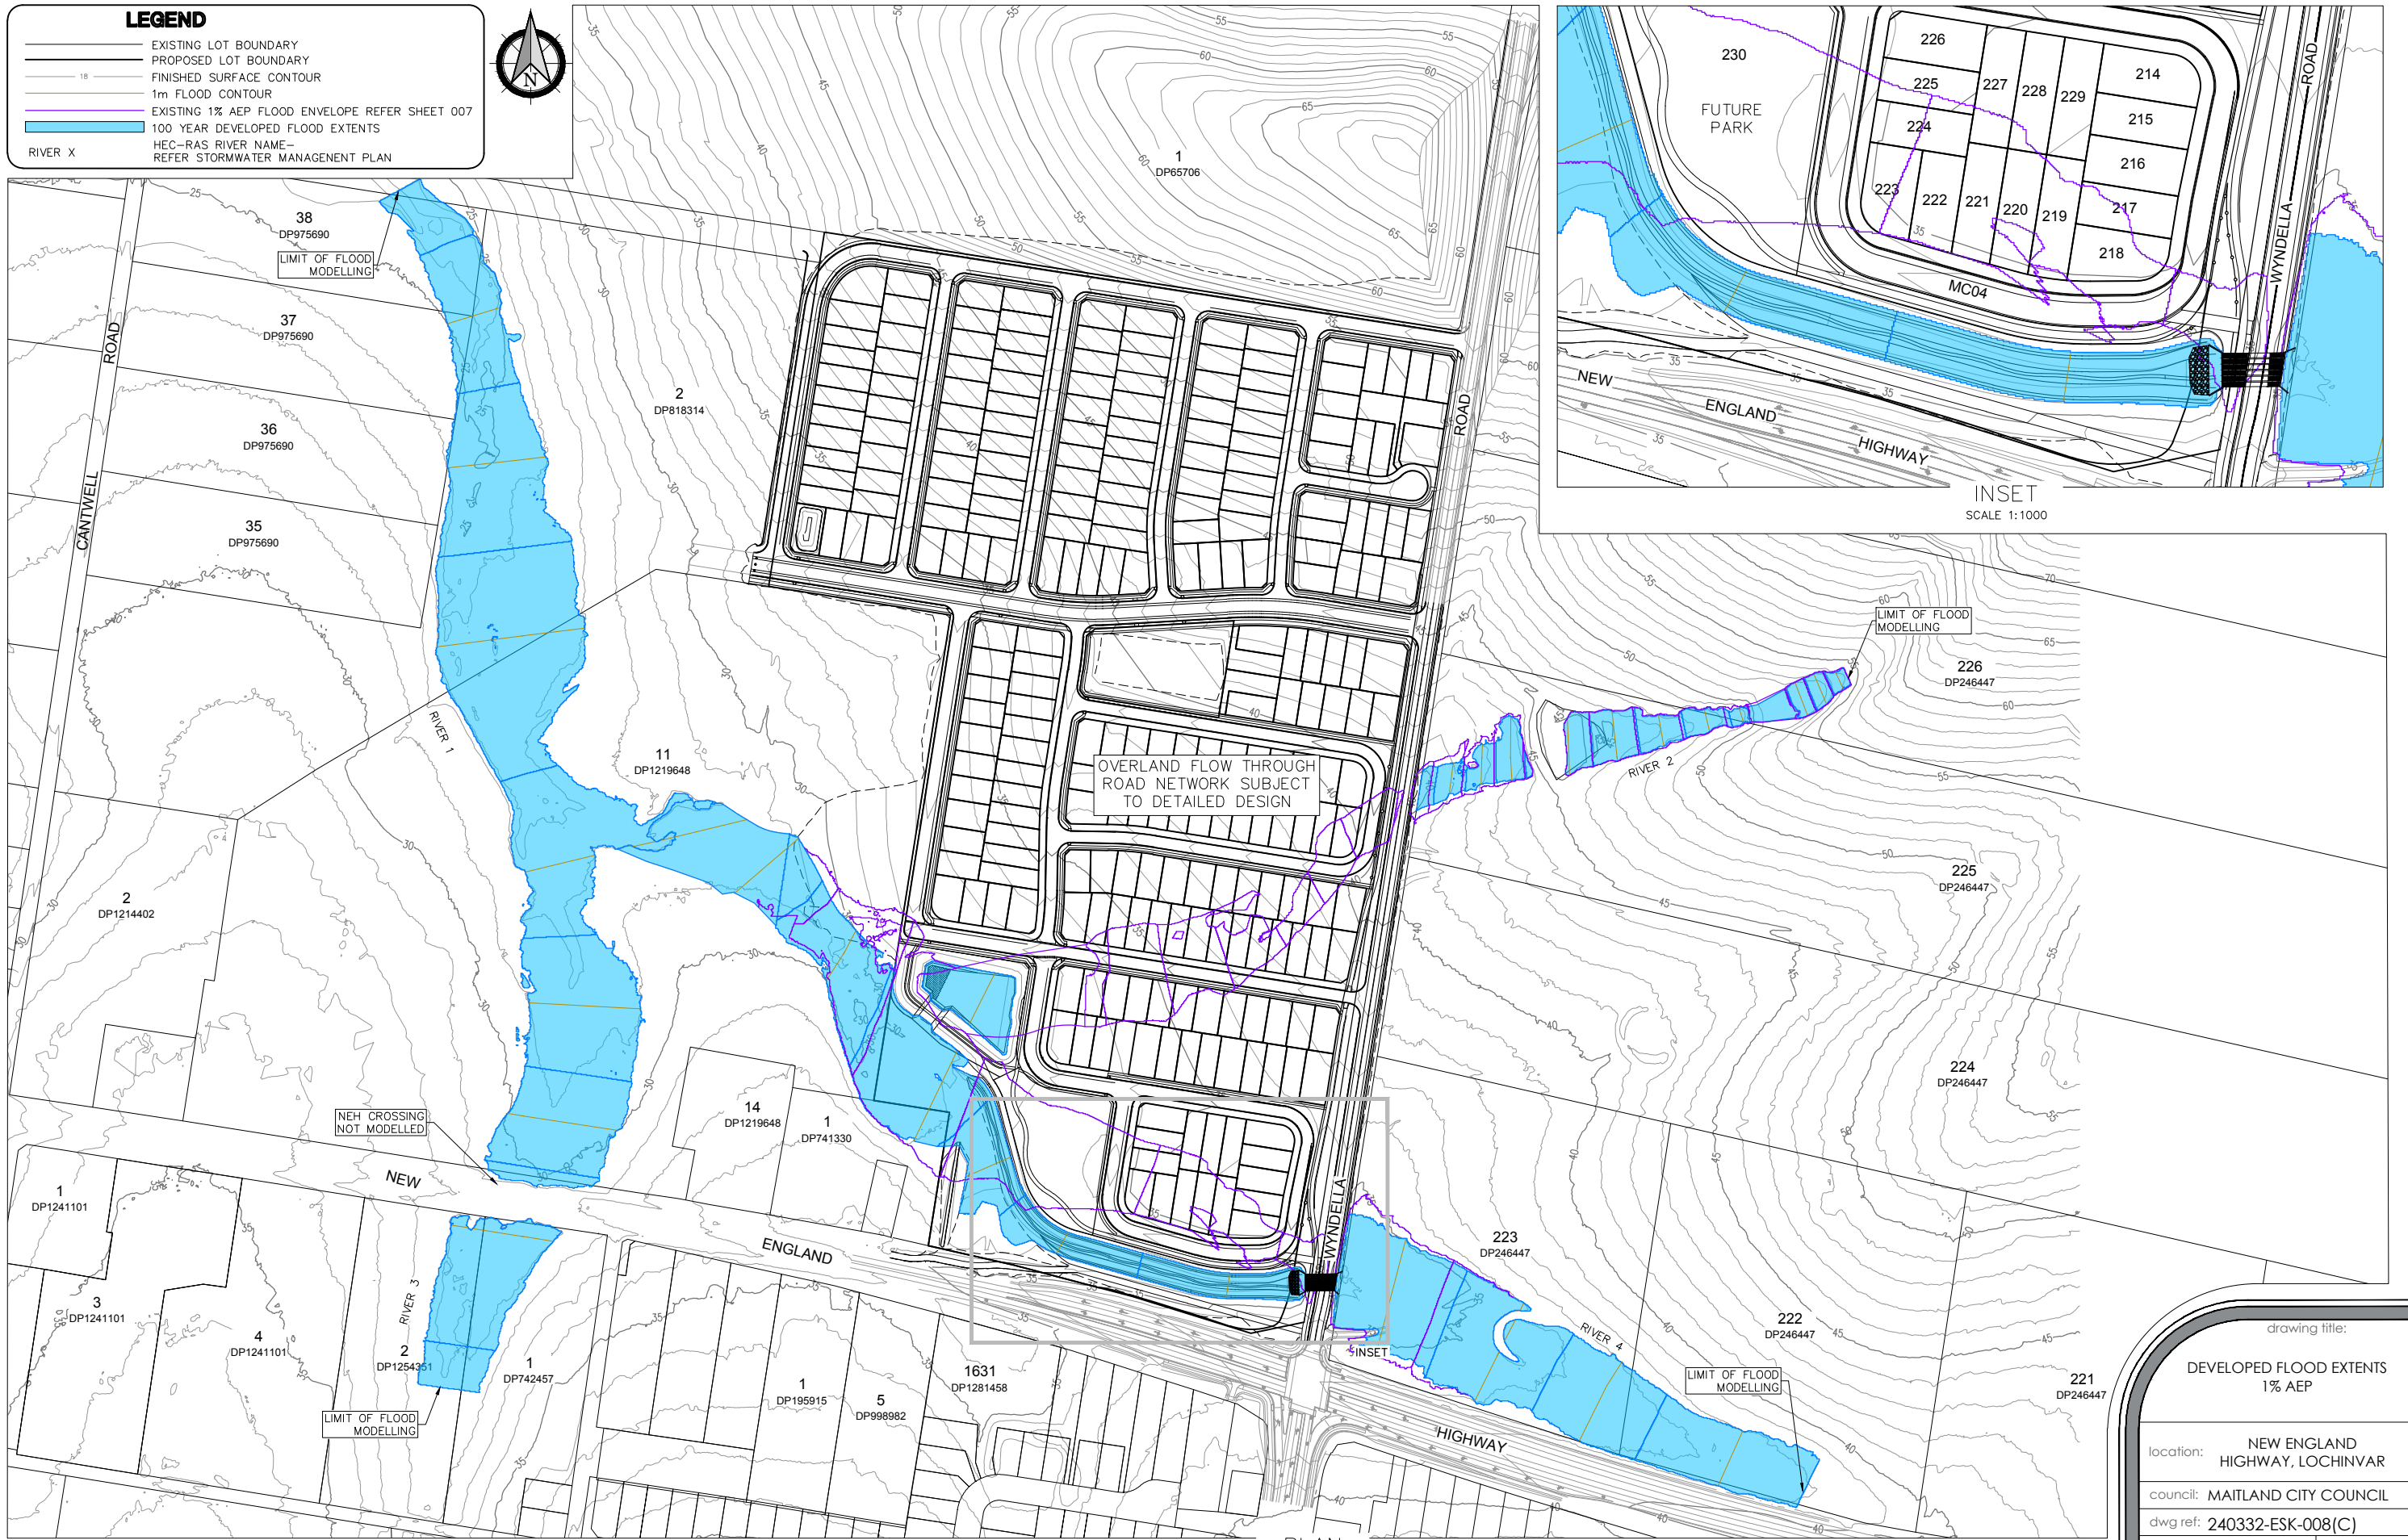 LEGEND
EXISTING LOT BOUNDARY
PROPOSED LOT BOUNDARY
18 FINISHED SURFACE CONTOUR
1m FLOOD CONTOUR
EXISTING 1% AEP FLOOD ENVELOPE REFER SHEET 007
100 YEAR DEVELOPED FLOOD EXTENTS
RIVER X
HEC-RAS RIVER NAME-
REFER STORMWATER MANAGENENT PLAN
N
230
FUTURE
PARK
226
225
224
223
222
221
220
219
227
228
229
214
215
216
217
218
MC04
WYNDELLA
ROAD
NEW
ENGLAND
HIGHWAY
35
35
35
35
INSET
SCALE 1:1000
1
DP65706
38
DP975690
LIMIT OF FLOOD
MODELLING
37
DP975690
36
DP975690
35
DP975690
CANTWELL
ROAD
2
DP818314
ROAD
LIMIT OF FLOOD
MODELLING
226
DP246447
RIVER 2
RIVER 1
11
DP1219648
OVERLAND FLOW THROUGH
ROAD NETWORK SUBJECT
TO DETAILED DESIGN
225
DP246447
2
DP1214402
224
DP246447
NEH CROSSING
NOT MODELLED
14
DP1219648
1
DP741330
NEW
ENGLAND
HIGHWAY
WYNDELLA
223
DP246447
222
DP246447
221
DP246447
RIVER 4
LIMIT OF FLOOD
MODELLING
INSET
1
DP1241101
3
DP1241101
4
DP1241101
RIVER 3
2
DP1254351
1
DP742457
LIMIT OF FLOOD
MODELLING
1
DP195915
5
DP998982
1631
DP1281458
drawing title:
DEVELOPED FLOOD EXTENTS
1% AEP
location: NEW ENGLAND
HIGHWAY, LOCHINVAR
council: MAITLAND CITY COUNCIL
dwg ref: 240332-ESK-008(C)